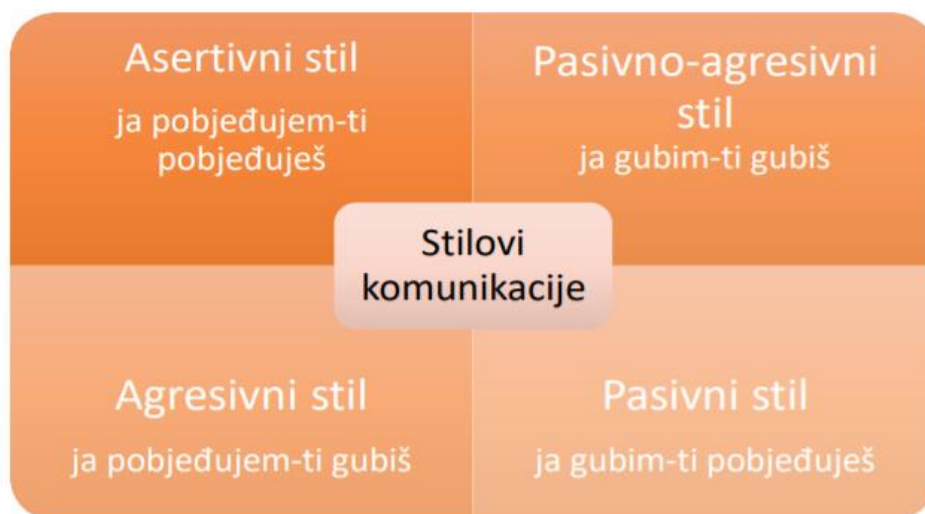 Asertivni stil
ja pobjeđujem-ti
pobjeđuješ
Pasivno-agresivni
stil
ja gubim-ti gubiš
Stilovi
komunikacije
Agresivni stil
ja pobjeđujem-ti gubiš
Pasivni stil
ja gubim-ti pobjeđuješ